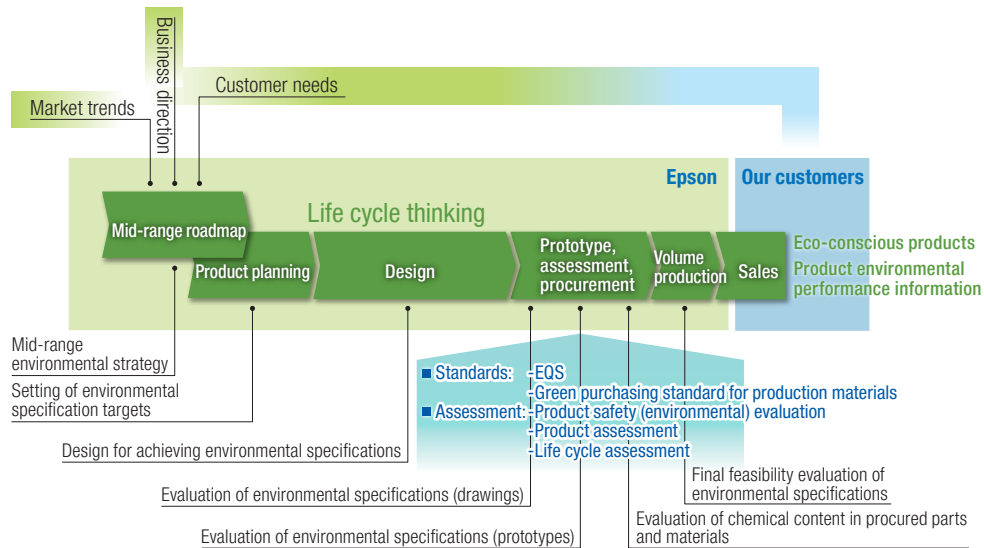 Business
direction
Customer needs
Market trends
Epson
Our customers
Life cycle thinking
Mid-range roadmap
Product planning
Design
Prototype,
assessment,
procurement
Volume
production
Sales
Eco-conscious products
Product environmental
performance information
Mid-range
environmental strategy
Setting of environmental
specification targets
Design for achieving environmental specifications
■ Standards: -EQS
-Green purchasing standard for production materials
■ Assessment: -Product safety (environmental) evaluation
-Product assessment
-Life cycle assessment
Evaluation of environmental specifications (drawings)
Evaluation of environmental specifications (prototypes)
Final feasibility evaluation of
environmental specifications
Evaluation of chemical content in procured parts
and materials